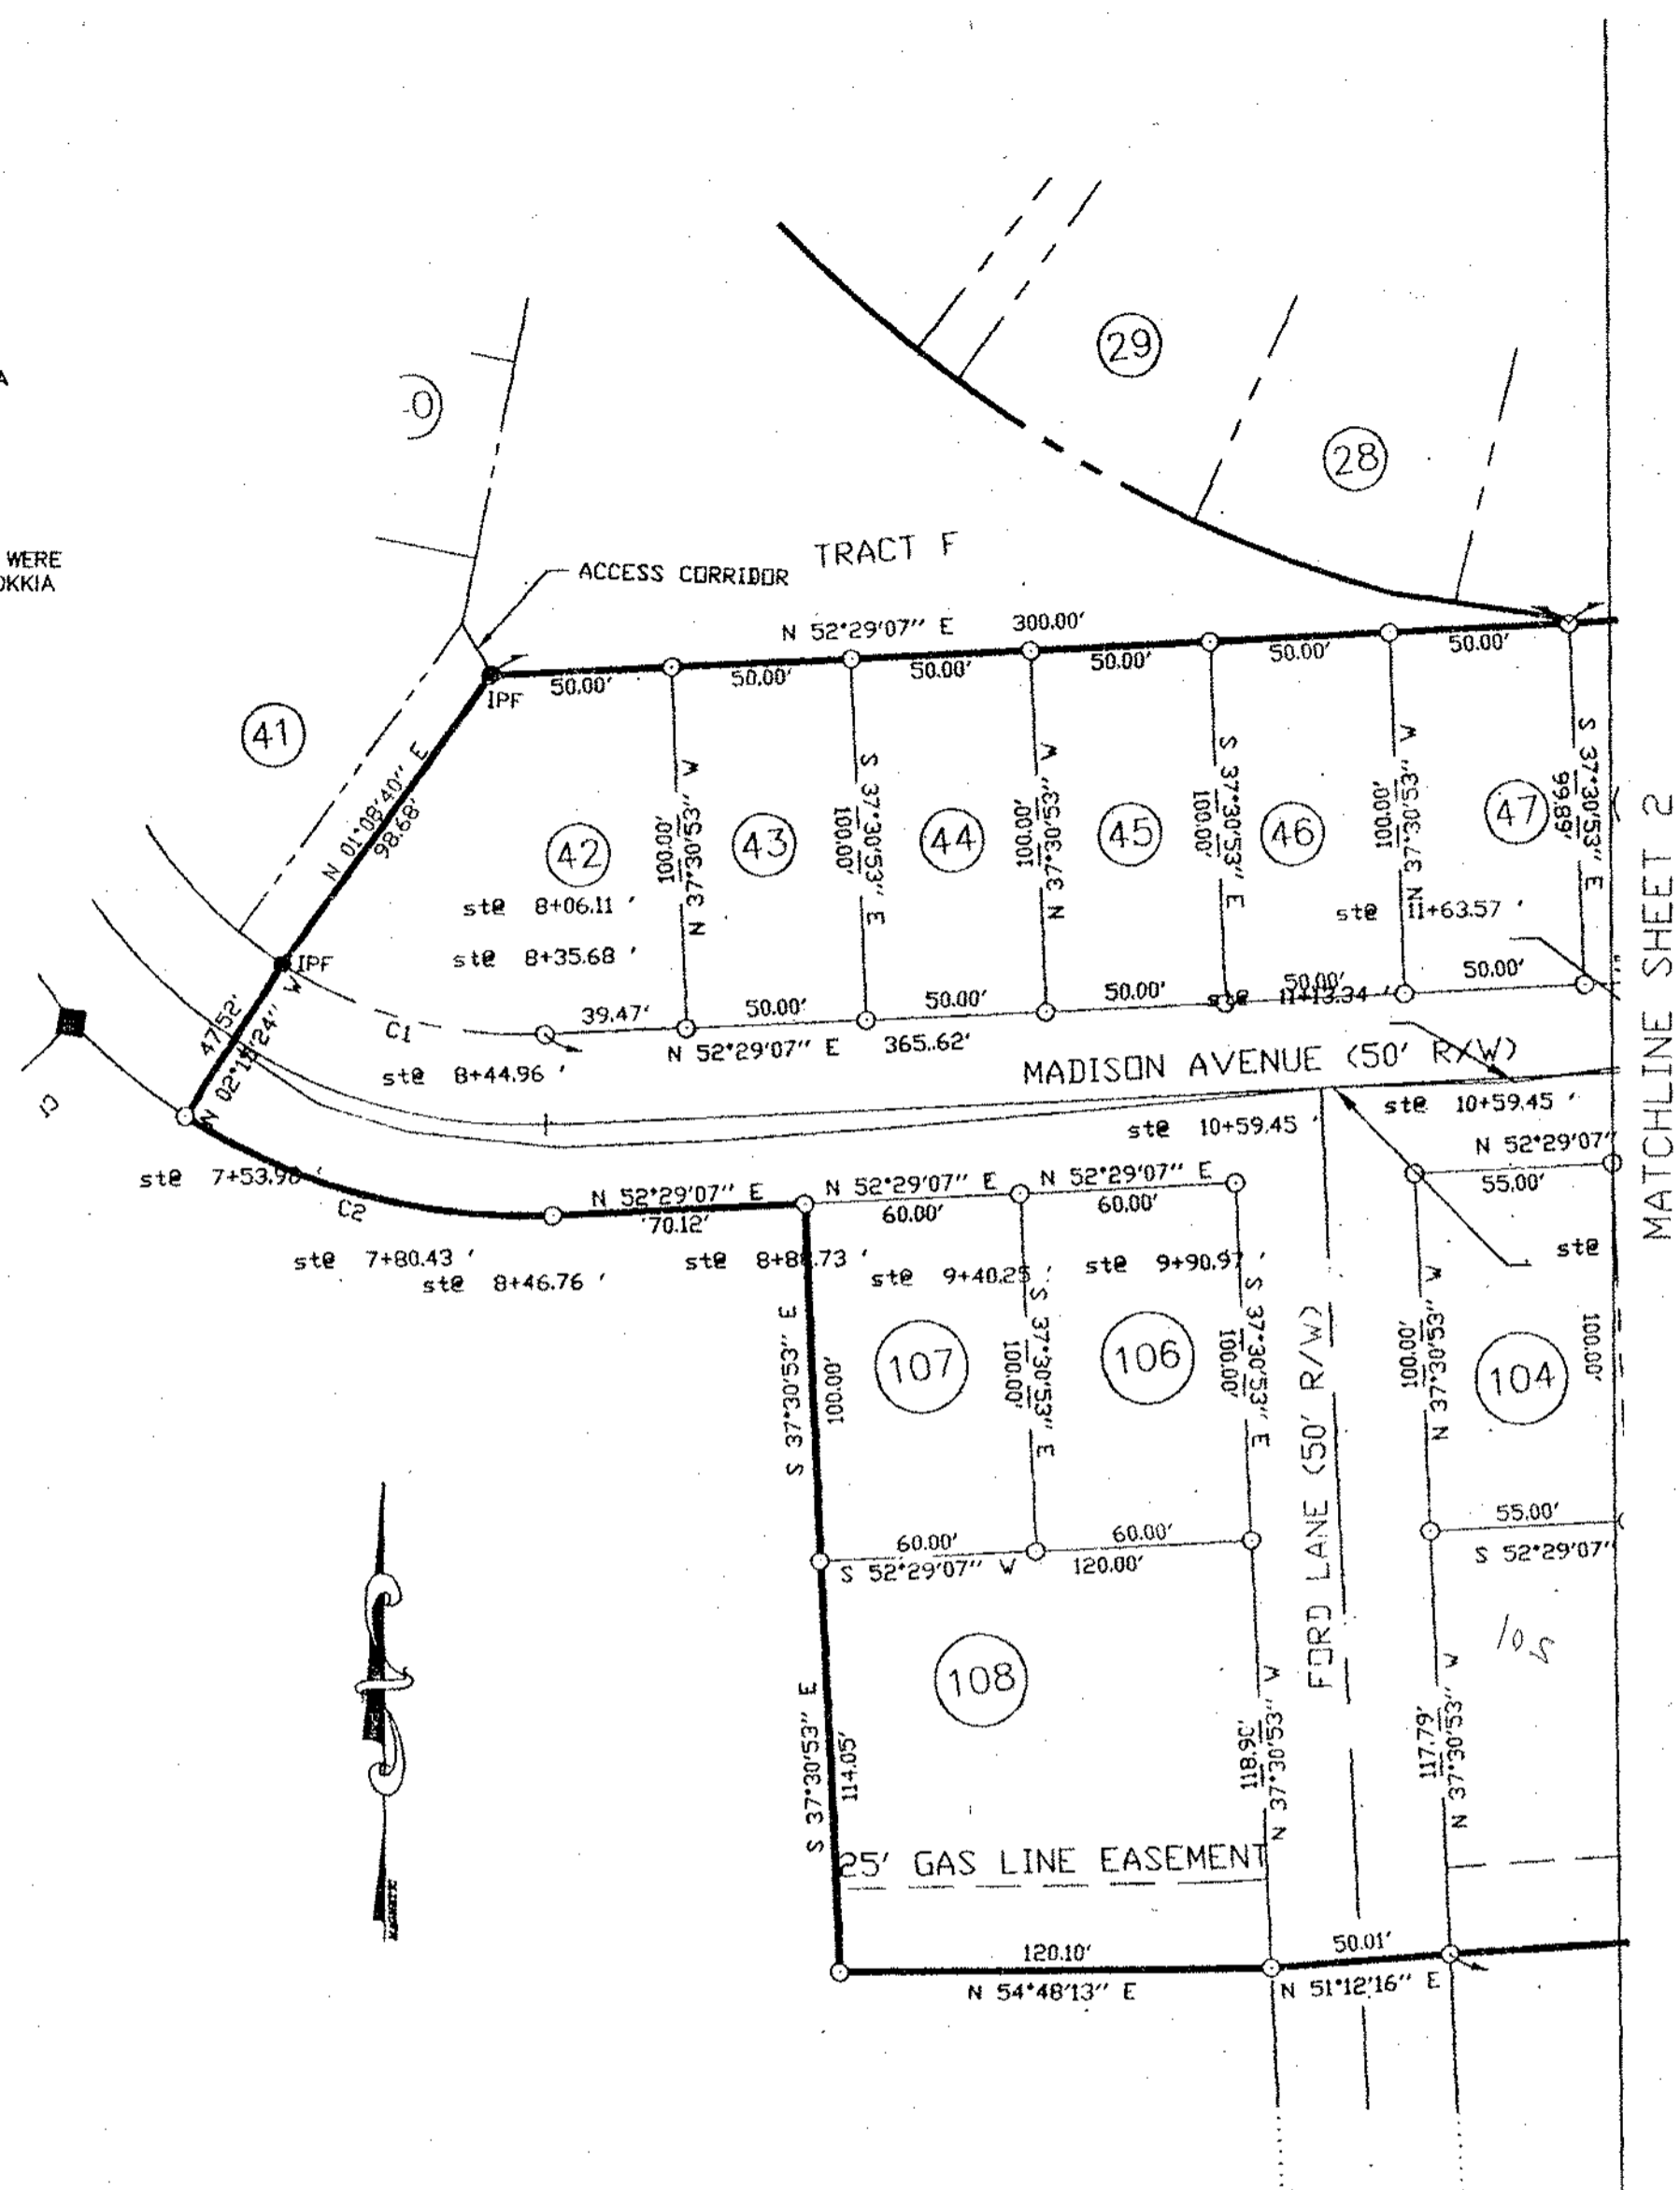 A
WERE
OKKIA
29
28
TRACT F
ACCESS CORRIDOR
N 52°29'07" E 300.00'
50.00' 50.00' 50.00' 50.00' 50.00' 50.00'
IPF
41
N 01°08'40" E
98.68'
42
43
44
45
46
47
100.00'
N 37°30'53" W
S 37°30'53" E
100.00'
100.00'
N 37°30'53" W
S 37°30'53" E
100.00'
100.00'
N 37°30'53" W
S 37°30'53" E
99.89'
st@ 8+06.11 '
st@ 8+35.68 '
st@ 11+63.57 '
IPF
47.52'
C1
39.47' 50.00' 50.00' 50.00' 50.00' 50.00'
st@ 11+13.34 '
N 52°29'07" E 365.62'
st@ 8+44.96 '
MADISON AVENUE (50' R/W)
st@ 10+59.45 '
st@ 10+59.45 '
N 52°29'07"
55.00'
st@ 7+53.98 '
C2
N 52°29'07" E
70.12'
N 52°29'07" E
60.00'
N 52°29'07" E
60.00'
st@ 7+80.43 '
st@ 8+46.76 '
st@ 8+88.73 '
st@ 9+40.25 '
st@ 9+90.97 '
st@
S 37°30'53" E
100.00'
107
S 37°30'53" E
100.00'
106
S 37°30'53" E
100.00'
FORD LANE (50' R/W)
100.00'
N 37°30'53" W
104
100.00'
60.00' 60.00'
S 52°29'07" W 120.00'
55.00'
S 52°29'07"
108
105
S 37°30'53" E
114.05'
118.90'
N 37°30'53" W
117.79'
N 37°30'53" W
25' GAS LINE EASEMENT
120.10'
N 54°48'13" E
50.01'
N 51°12'16" E
MAGNETIC
MATCHLINE SHEET 2